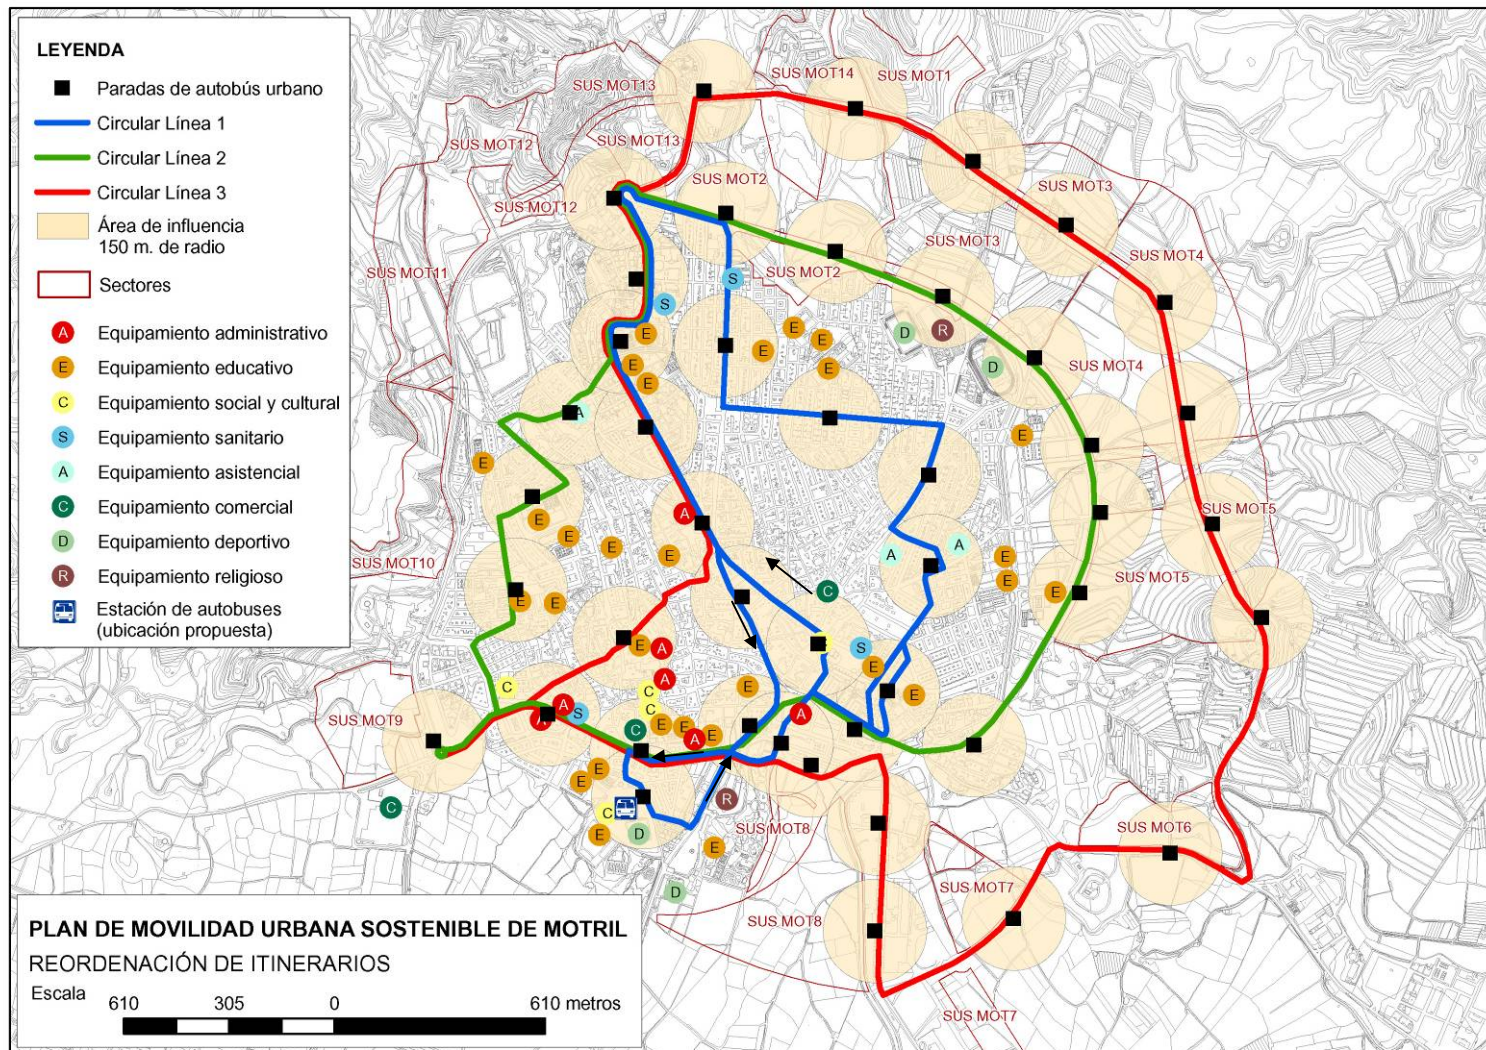 LEYENDA
Paradas de autobús urbano
Circular Línea 1
Circular Línea 2
Circular Línea 3
Área de influencia
150 m. de radio
Sectores
A Equipamiento administrativo
E Equipamiento educativo
C Equipamiento social y cultural
S Equipamiento sanitario
A Equipamiento asistencial
C Equipamiento comercial
D Equipamiento deportivo
R Equipamiento religioso
Estación de autobuses
(ubicación propuesta)
SUS MOT13
SUS MOT14
SUS MOT1
SUS MOT12
SUS MOT13
SUS MOT2
SUS MOT3
SUS MOT12
SUS MOT3
SUS MOT11
SUS MOT2
SUS MOT4
SUS MOT4
SUS MOT5
SUS MOT10
SUS MOT5
SUS MOT9
SUS MOT8
SUS MOT6
SUS MOT7
SUS MOT8
SUS MOT7
S
S
E
E
E
E
D
R
E
E
E
D
A
E
E
A
E
E
E
E
A
A
E
E
C
E
E
E
E
A
S
E
A
C
C
C
E
E
A
A
A
S
C
E
E
A
E
E
E
C
C
R
D
E
E
D
PLAN DE MOVILIDAD URBANA SOSTENIBLE DE MOTRIL
REORDENACIÓN DE ITINERARIOS
Escala
610 305 0 610 metros